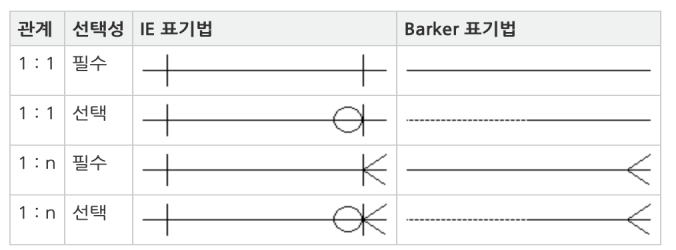 관계 선택성 IE 표기법 Barker 표기법
1 : 1 필수
1 : 1 선택
1 : n 필수
1 : n 선택